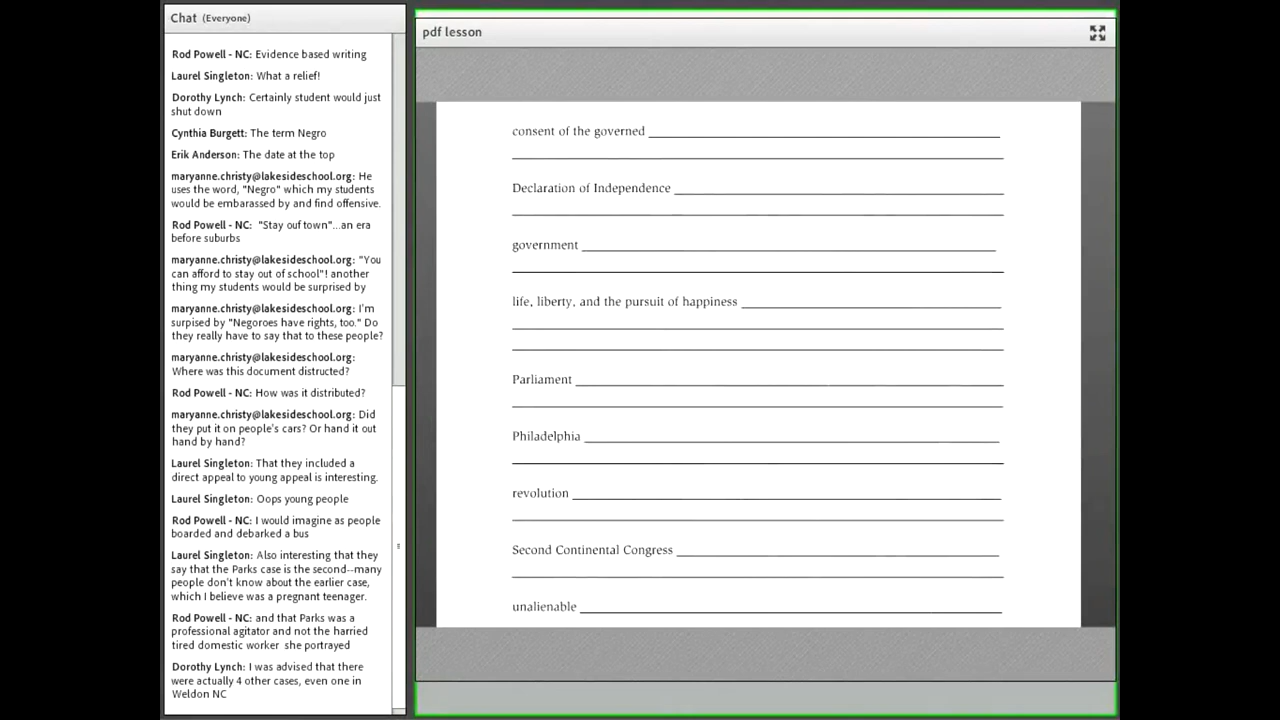 Chat (Everyone)
Rod Powell - NC: Evidence based writing
Laurel Singleton: What a relief!
Dorothy Lynch: Certainly student would just
shut down
Cynthia Burgett: The term Negro
Erik Anderson: The date at the top
maryanne.christy@lakesideschool.org: He
uses the word, "Negro" which my students
would be embarassed by and find offensive.
Rod Powell - NC: "Stay ouf town"...an era
before suburbs
maryanne.christy@lakesideschool.org: "You
can afford to stay out of school"! another
thing my students would be surprised by
maryanne.christy@lakesideschool.org: I'm
surpised by "Negoroes have rights, too." Do
they really have to say that to these people?
maryanne.christy@lakesideschool.org:
Where was this document distructed?
Rod Powell - NC: How was it distributed?
maryanne.christy@lakesideschool.org: Did
they put it on people's cars? Or hand it out
hand by hand?
Laurel Singleton: That they included a
direct appeal to young appeal is interesting.
Laurel Singleton: Oops young people
Rod Powell - NC: I would imagine as people
boarded and debarked a bus
Laurel Singleton: Also interesting that they
say that the Parks case is the second--many
people don't know about the earlier case,
which I believe was a pregnant teenager.
Rod Powell - NC: and that Parks was a
professional agitator and not the harried
tired domestic worker she portrayed
Dorothy Lynch: I was advised that there
were actually 4 other cases, even one in
Weldon NC
pdf lesson
consent of the governed
Declaration of Independence
government
life, liberty, and the pursuit of happiness
Parliament
Philadelphia
revolution
Second Continental Congress
unalienable